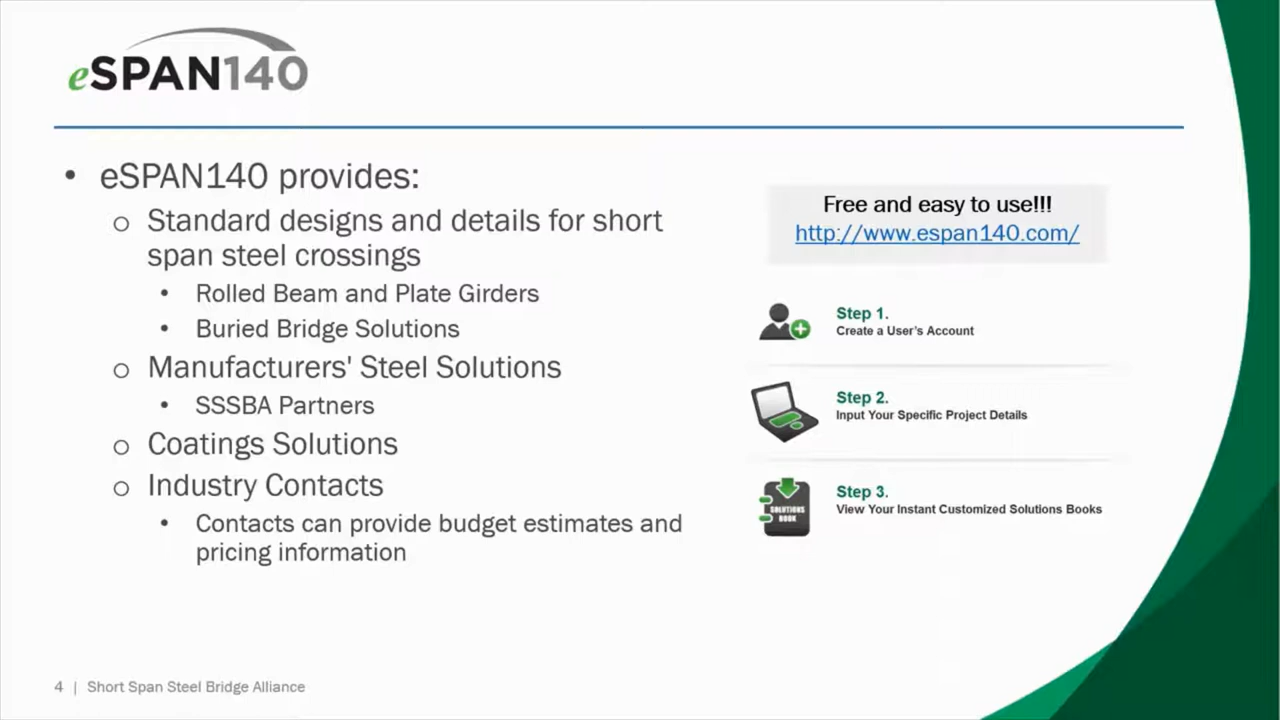 eSPAN140
• eSPAN140 provides:
o Standard designs and details for short
span steel crossings
• Rolled Beam and Plate Girders
• Buried Bridge Solutions
o Manufacturers' Steel Solutions
• SSSBA Partners
o Coatings Solutions
o Industry Contacts
• Contacts can provide budget estimates and
pricing information
Free and easy to use!!!
http://www.espan140.com/
Step 1.
Create a User's Account
Step 2.
Input Your Specific Project Details
SOLUTIONS
BOOK
Step 3.
View Your Instant Customized Solutions Books
4 | Short Span Steel Bridge Alliance